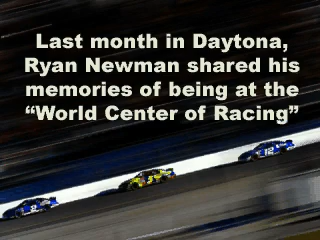 Last month in Daytona,
Ryan Newman shared his
memories of being at the
“World Center of Racing”